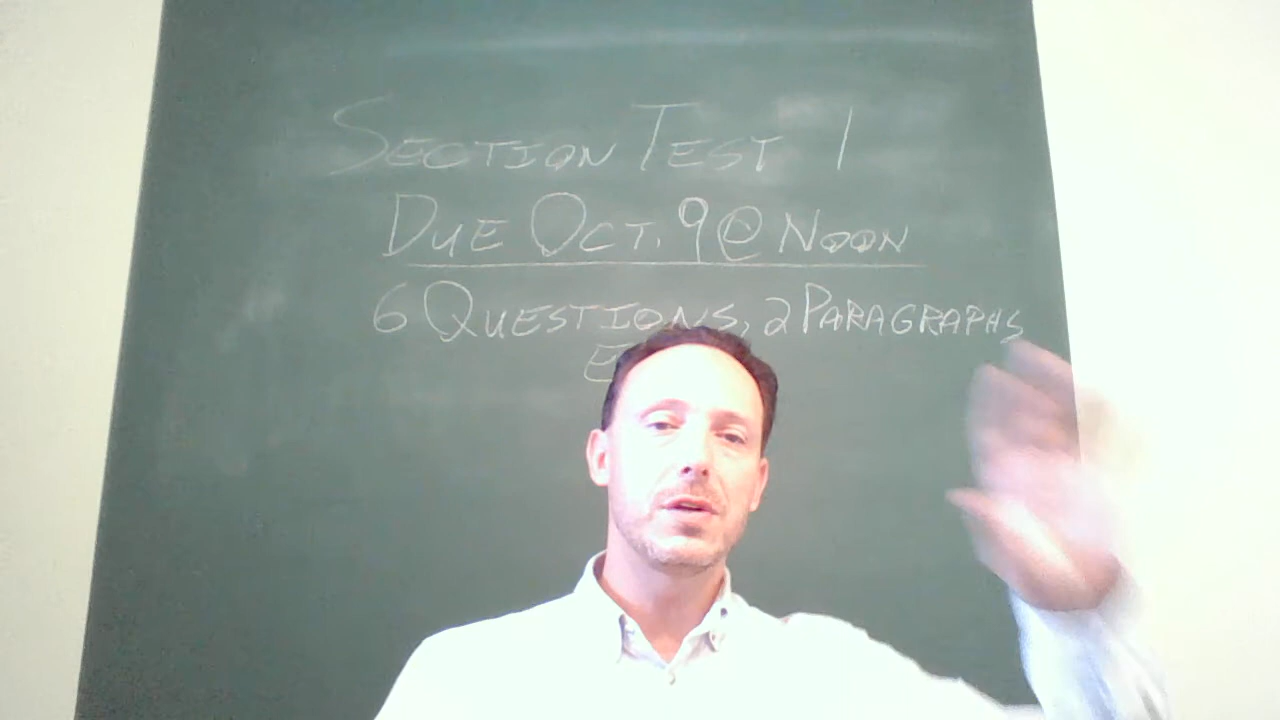 SECTION TEST 1
DUE OCT. 9 @ NOON
6 QUESTIONS, 2 PARAGRAPHS